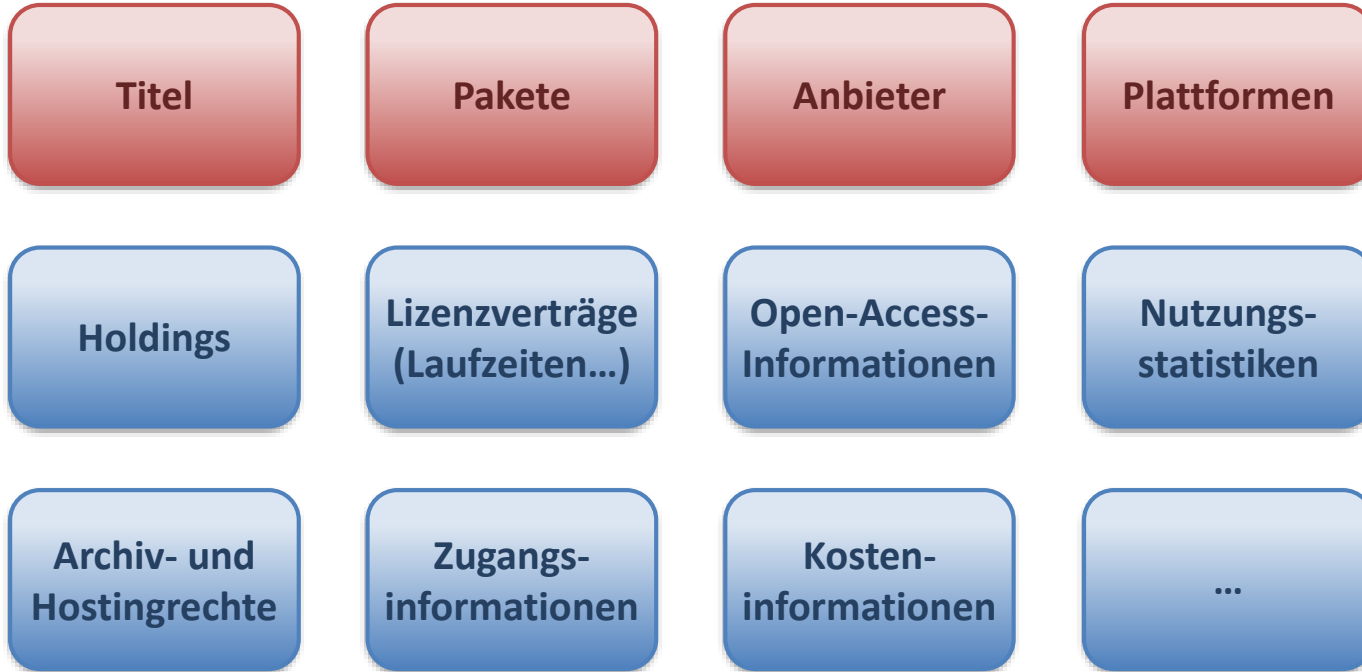 Titel
Pakete
Anbieter
Plattformen
Holdings
Lizenzverträge
(Laufzeiten…)
Open-Access-
Informationen
Nutzungs-
statistiken
Archiv- und
Hostingrechte
Zugangs-
informationen
Kosten-
informationen
…